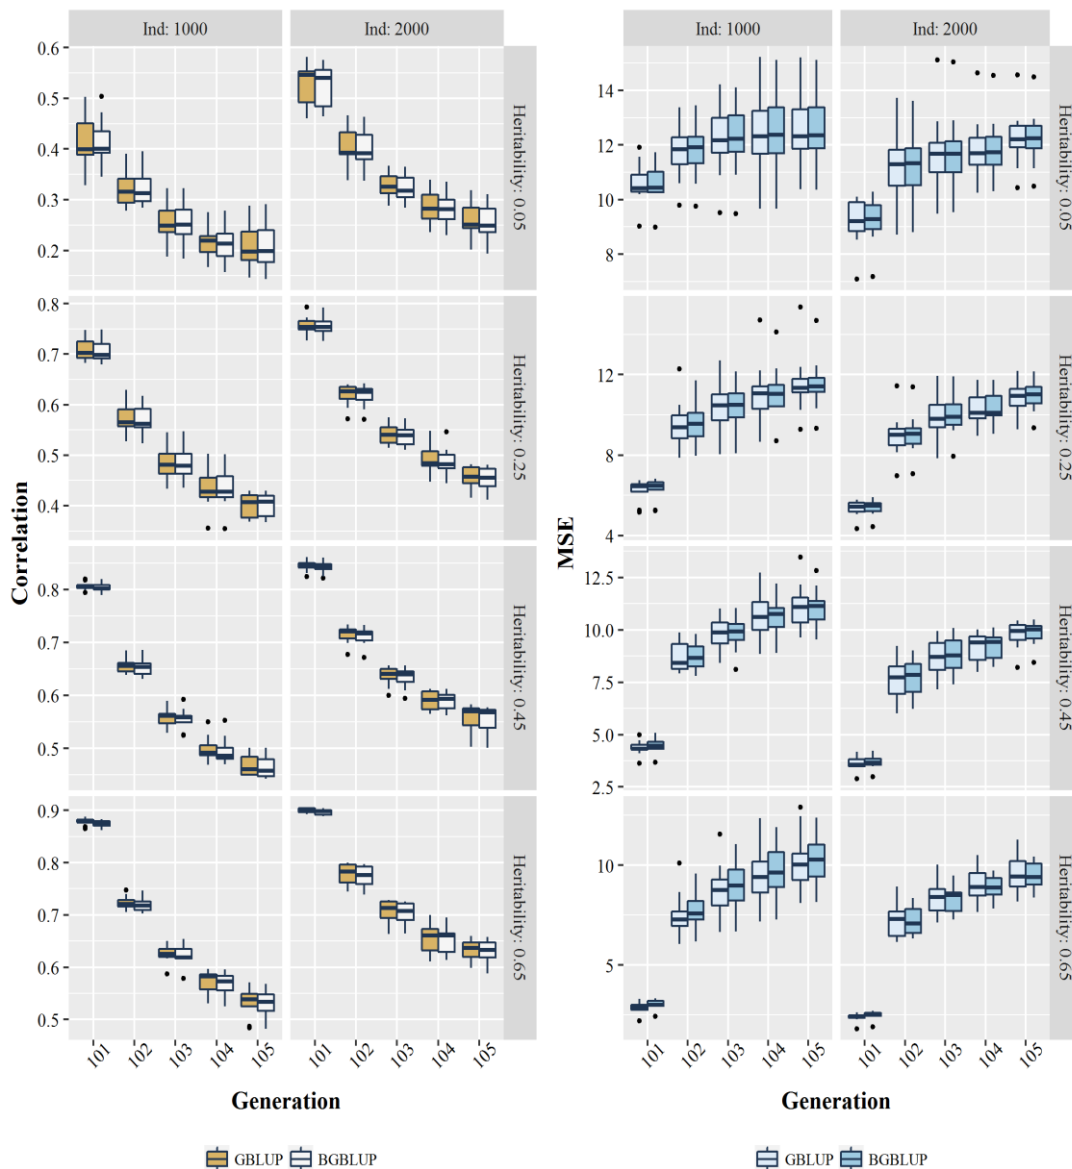 Ind: 1000
Ind: 2000
0.6
0.5
0.4
0.3
0.2
Heritability: 0.05
0.8
0.7
0.6
0.5
0.4
Heritability: 0.25
0.8
0.7
0.6
0.5
Heritability: 0.45
0.9
0.8
0.7
0.6
0.5
Heritability: 0.65
Correlation
101
102
103
104
105
101
102
103
104
105
Generation
GBLUP
BGBLUP
Ind: 1000
Ind: 2000
14
12
10
8
Heritability: 0.05
12
8
4
Heritability: 0.25
12.5
10.0
7.5
5.0
2.5
Heritability: 0.45
10
5
Heritability: 0.65
MSE
101
102
103
104
105
101
102
103
104
105
Generation
GBLUP
BGBLUP